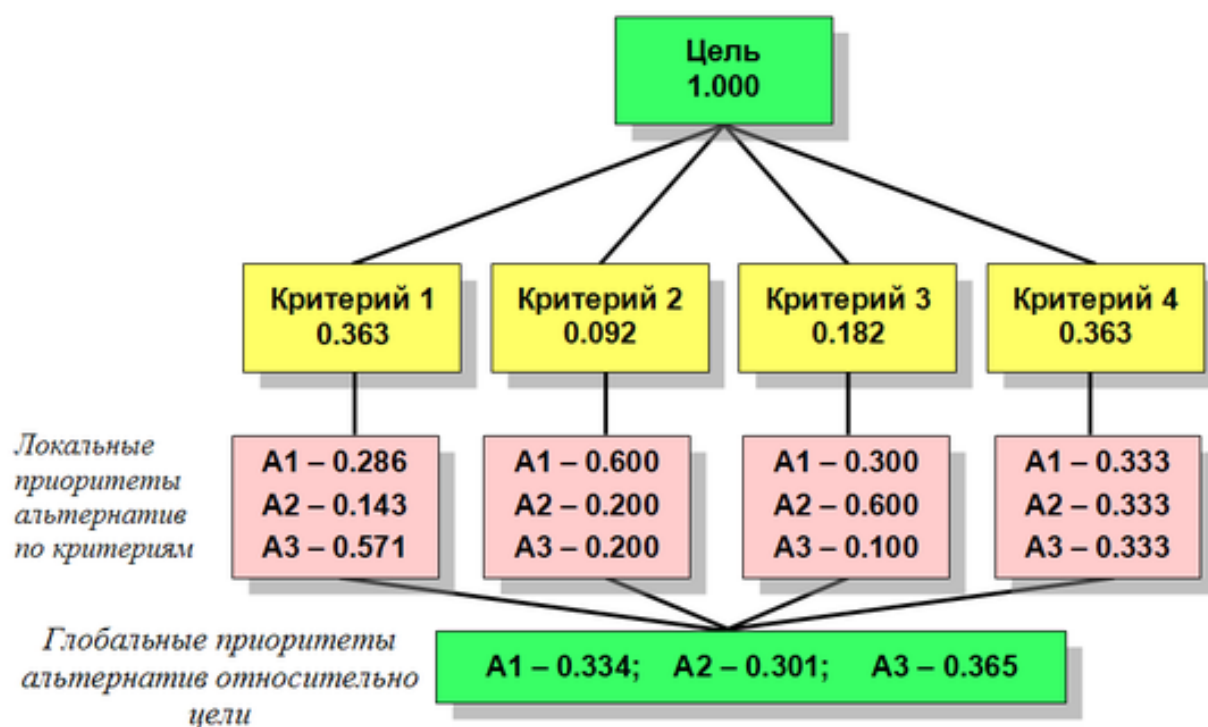 Цель
1.000
Критерий 1
0.363
Критерий 2
0.092
Критерий 3
0.182
Критерий 4
0.363
Локальные
приоритеты
альтернатив
по критериям
А1 – 0.286
А2 – 0.143
А3 – 0.571
А1 – 0.600
А2 – 0.200
А3 – 0.200
А1 – 0.300
А2 – 0.600
А3 – 0.100
А1 – 0.333
А2 – 0.333
А3 – 0.333
Глобальные приоритеты
альтернатив относительно
цели
А1 – 0.334; А2 – 0.301; А3 – 0.365